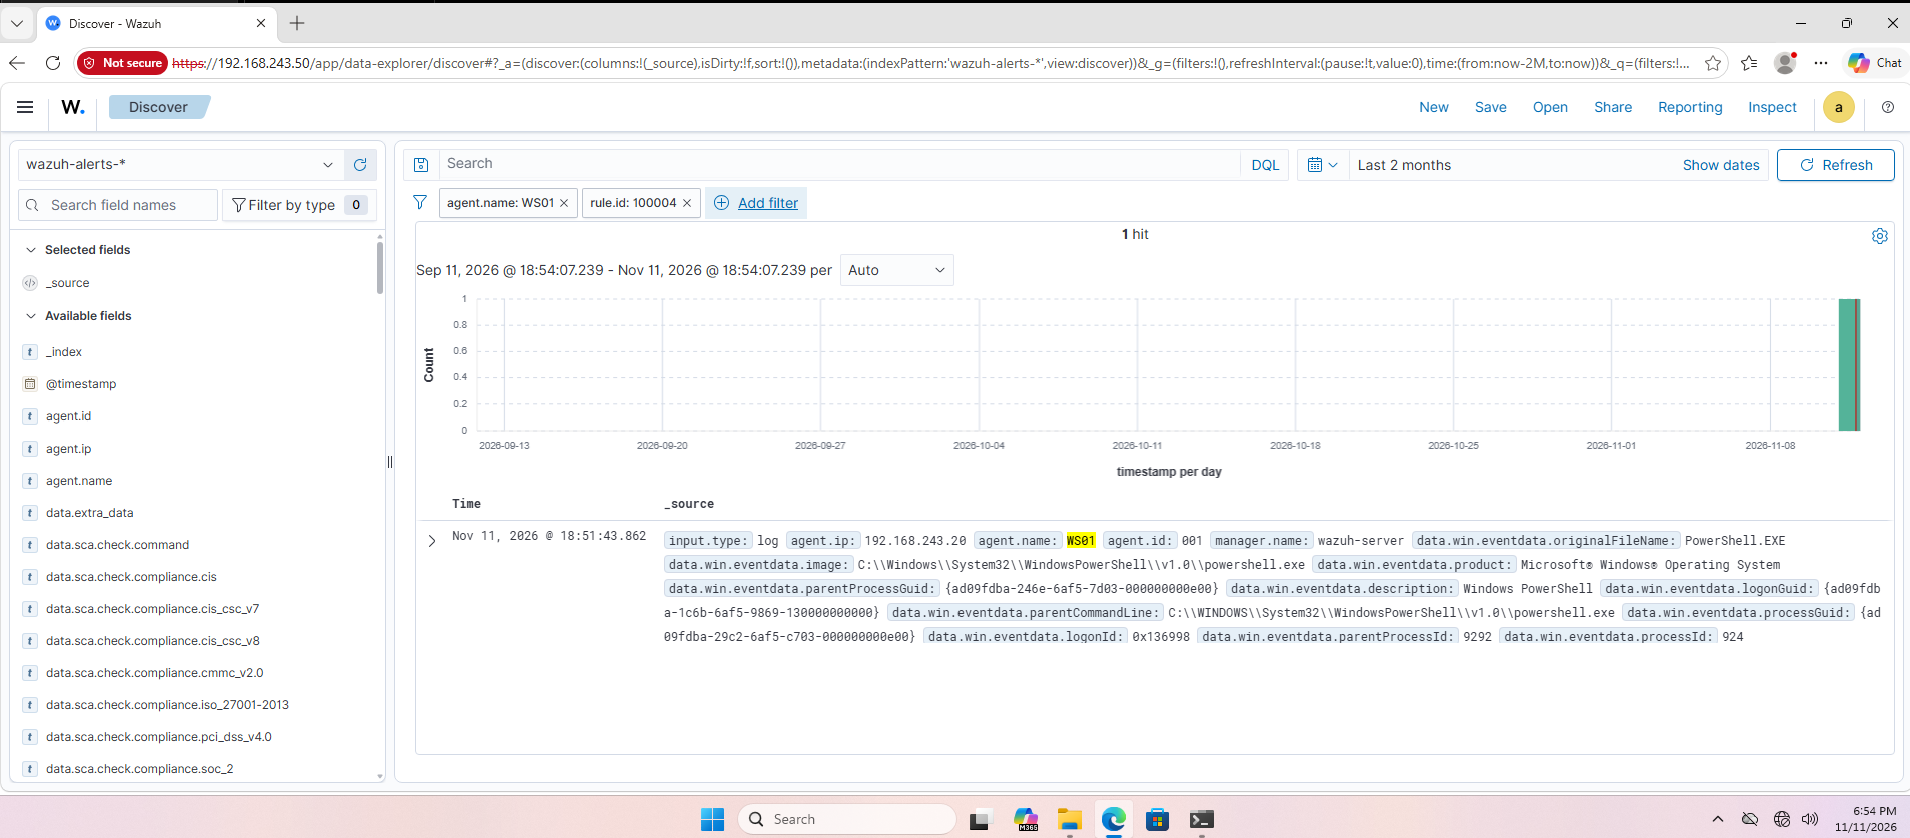 Discover - Wazuh
Not secure https://192.168.243.50/app/data-explorer/discover#?_a=(discover:(columns:!(_source),isDirty:!f,sort:!()),metadata:(indexPattern:'wazuh-alerts-*',view:discover))&_g=(filters:!(),refreshInterval:(pause:!t,value:0),time:(from:now-2M,to:now))&_q=(filters:!... Chat
W. Discover New Save Open Share Reporting Inspect a
wazuh-alerts-*
Search DQL Last 2 months Show dates Refresh
Search field names Filter by type 0
agent.name: WS01 rule.id: 100004 Add filter
Selected fields
_source
Available fields
_index
@timestamp
agent.id
agent.ip
agent.name
data.extra_data
data.sca.check.command
data.sca.check.compliance.cis
data.sca.check.compliance.cis_csc_v7
data.sca.check.compliance.cis_csc_v8
data.sca.check.compliance.cmmc_v2.0
data.sca.check.compliance.iso_27001-2013
data.sca.check.compliance.pci_dss_v4.0
data.sca.check.compliance.soc_2
1 hit
Sep 11, 2026 @ 18:54:07.239 - Nov 11, 2026 @ 18:54:07.239 per Auto
Count
1
0.8
0.6
0.4
0.2
0
2026-09-13 2026-09-20 2026-09-27 2026-10-04 2026-10-11 2026-10-18 2026-10-25 2026-11-01 2026-11-08
timestamp per day
Time _source
Nov 11, 2026 @ 18:51:43.862 input.type: log agent.ip: 192.168.243.20 agent.name: WS01 agent.id: 001 manager.name: wazuh-server data.win.eventdata.originalFileName: PowerShell.EXE
data.win.eventdata.image: C:\\Windows\\System32\\WindowsPowerShell\\v1.0\\powershell.exe data.win.eventdata.product: Microsoft® Windows® Operating System
data.win.eventdata.parentProcessGuid: {ad09fdba-246e-6af5-7d03-000000000e00} data.win.eventdata.description: Windows PowerShell data.win.eventdata.logonGuid: {ad09fdb
a-1c6b-6af5-9869-130000000000} data.win.eventdata.parentCommandLine: C:\\WINDOWS\\System32\\WindowsPowerShell\\v1.0\\powershell.exe data.win.eventdata.processGuid: {ad
09fdba-29c2-6af5-c703-000000000e00} data.win.eventdata.logonId: 0x136998 data.win.eventdata.parentProcessId: 9292 data.win.eventdata.processId: 924
Search
M365
6:54 PM
11/11/2026